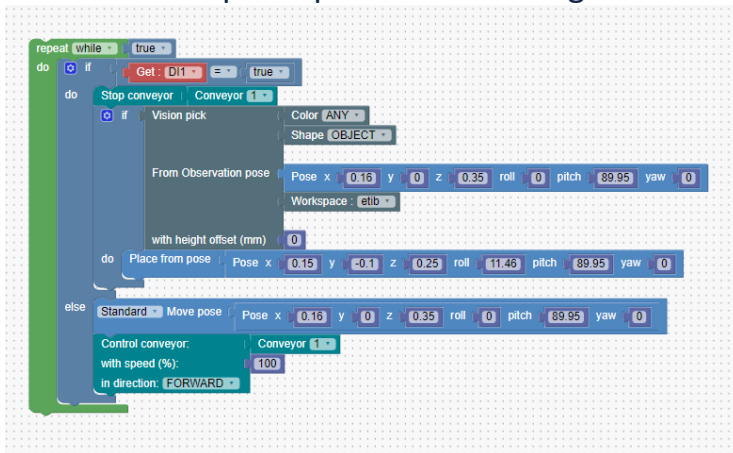 repeat while true
do if Get : DI1 = true
do Stop conveyor Conveyor 1
if Vision pick Color ANY
Shape OBJECT
From Observation pose Pose x 0.16 y 0 z 0.35 roll 0 pitch 89.95 yaw 0
Workspace : etib
with height offset (mm) 0
do Place from pose Pose x 0.15 y -0.1 z 0.25 roll 11.46 pitch 89.95 yaw 0
else Standard Move pose Pose x 0.16 y 0 z 0.35 roll 0 pitch 89.95 yaw 0
Control conveyor: Conveyor 1
with speed (%): 100
in direction: FORWARD